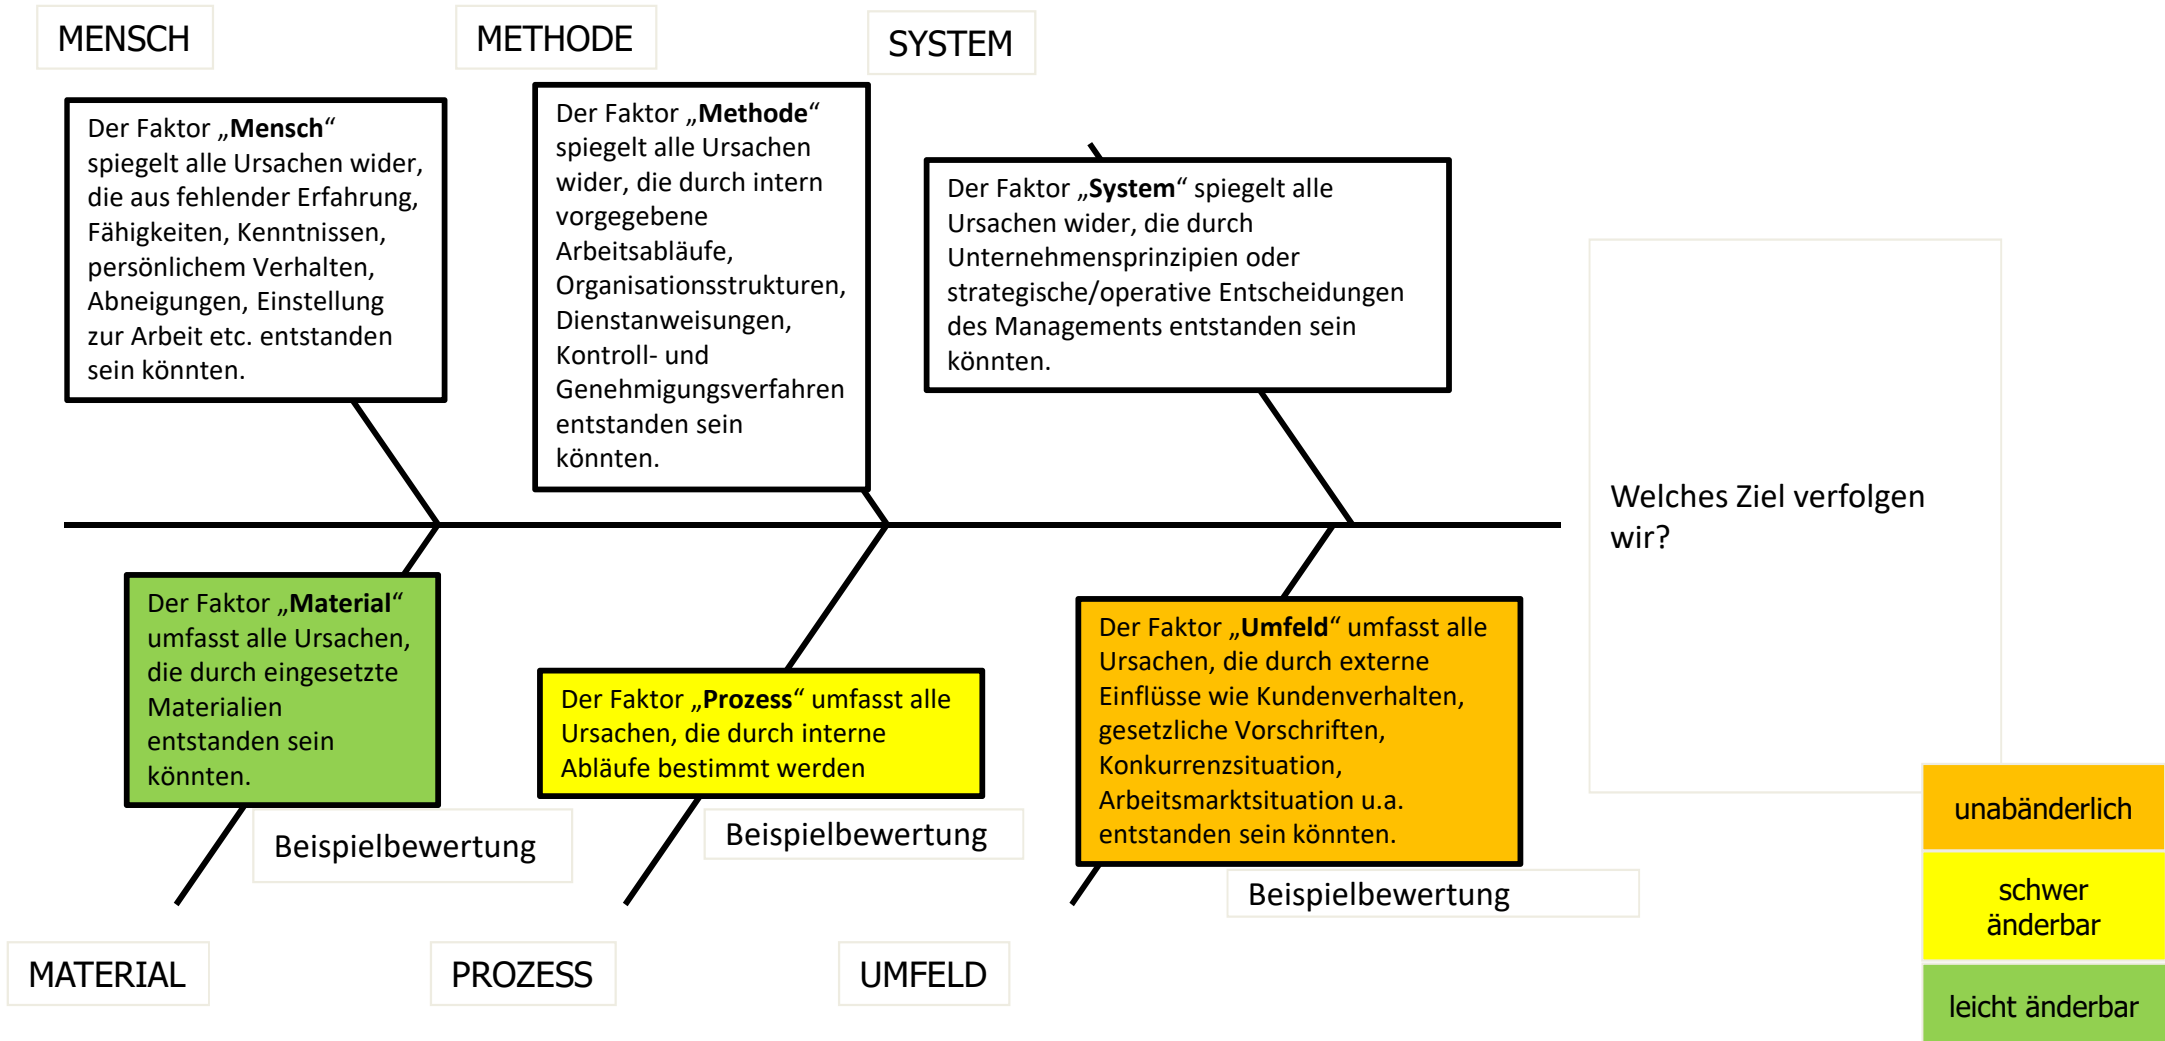 MENSCH
METHODE
SYSTEM
Der Faktor „Mensch“
spiegelt alle Ursachen wider,
die aus fehlender Erfahrung,
Fähigkeiten, Kenntnissen,
persönlichem Verhalten,
Abneigungen, Einstellung
zur Arbeit etc. entstanden
sein könnten.
Der Faktor „Methode“
spiegelt alle Ursachen
wider, die durch intern
vorgegebene
Arbeitsabläufe,
Organisationsstrukturen,
Dienstanweisungen,
Kontroll- und
Genehmigungsverfahren
entstanden sein
könnten.
Der Faktor „System“ spiegelt alle
Ursachen wider, die durch
Unternehmensprinzipien oder
strategische/operative Entscheidungen
des Managements entstanden sein
könnten.
Welches Ziel verfolgen
wir?
Der Faktor „Material“
umfasst alle Ursachen,
die durch eingesetzte
Materialien
entstanden sein
könnten.
Beispielbewertung
Der Faktor „Prozess“ umfasst alle
Ursachen, die durch interne
Abläufe bestimmt werden
Beispielbewertung
Der Faktor „Umfeld“ umfasst alle
Ursachen, die durch externe
Einflüsse wie Kundenverhalten,
gesetzliche Vorschriften,
Konkurrenzsituation,
Arbeitsmarktsituation u.a.
entstanden sein könnten.
Beispielbewertung
MATERIAL
PROZESS
UMFELD
unabänderlich
schwer
änderbar
leicht änderbar